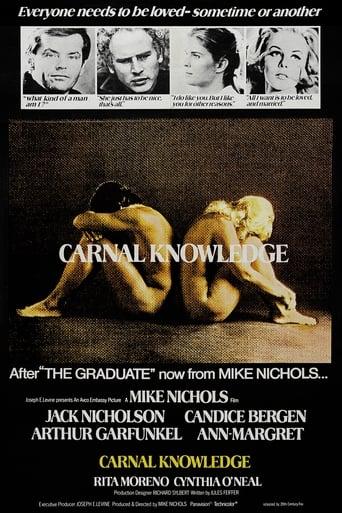 Everyone needs to be loved- sometime or another
"What kind of a man am I?"
"She just has to be nice, that's all."
"I do like you. But I like you for other reasons."
"All I want is to be loved, and married."
CARNAL KNOWLEDGE
After "THE GRADUATE" now from MIKE NICHOLS...
Joseph E. Levine presents An Avco Embassy Picture A MIKE NICHOLS Film
JACK NICHOLSON CANDICE BERGEN
ARTHUR GARFUNKEL ANN-MARGRET
CARNAL KNOWLEDGE
RITA MORENO CYNTHIA O'NEAL
Production Designer RICHARD SYLBERT Written by JULES FEIFFER
Executive Producer JOSEPH E. LEVINE Produced and Directed by MIKE NICHOLS Panavision® Technicolor®